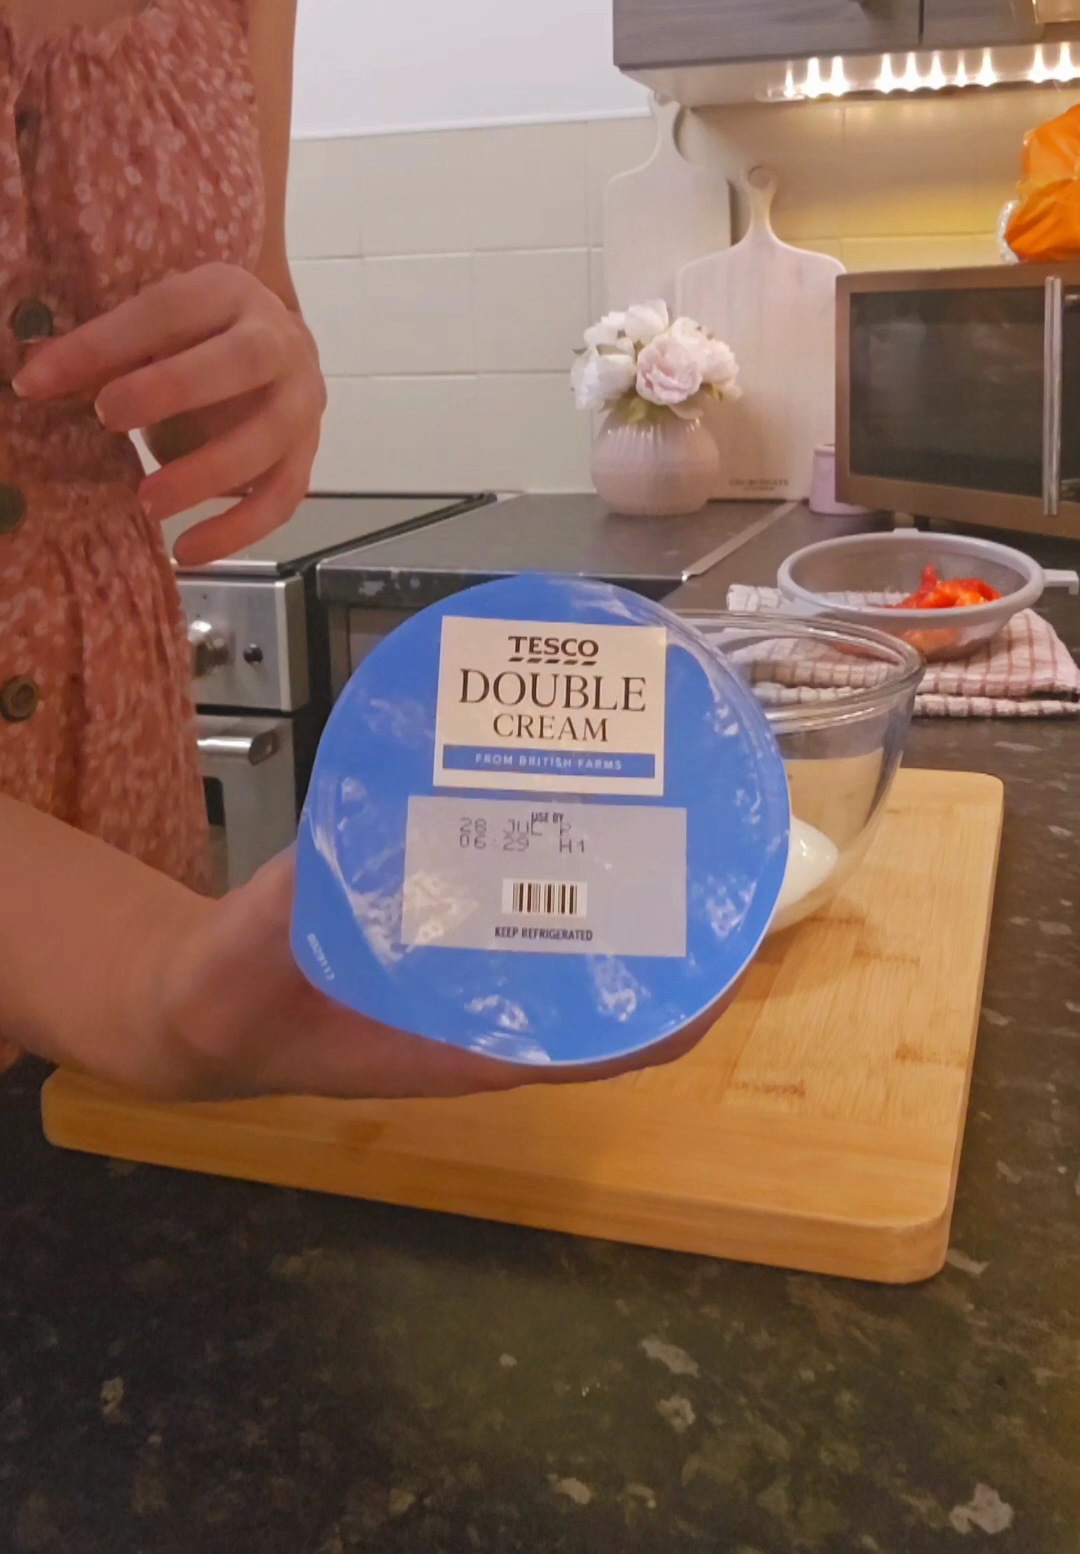 TESCO
DOUBLE
CREAM
FROM BRITISH FARMS
USE BY
28 JUL P
06:29 H1
KEEP REFRIGERATED